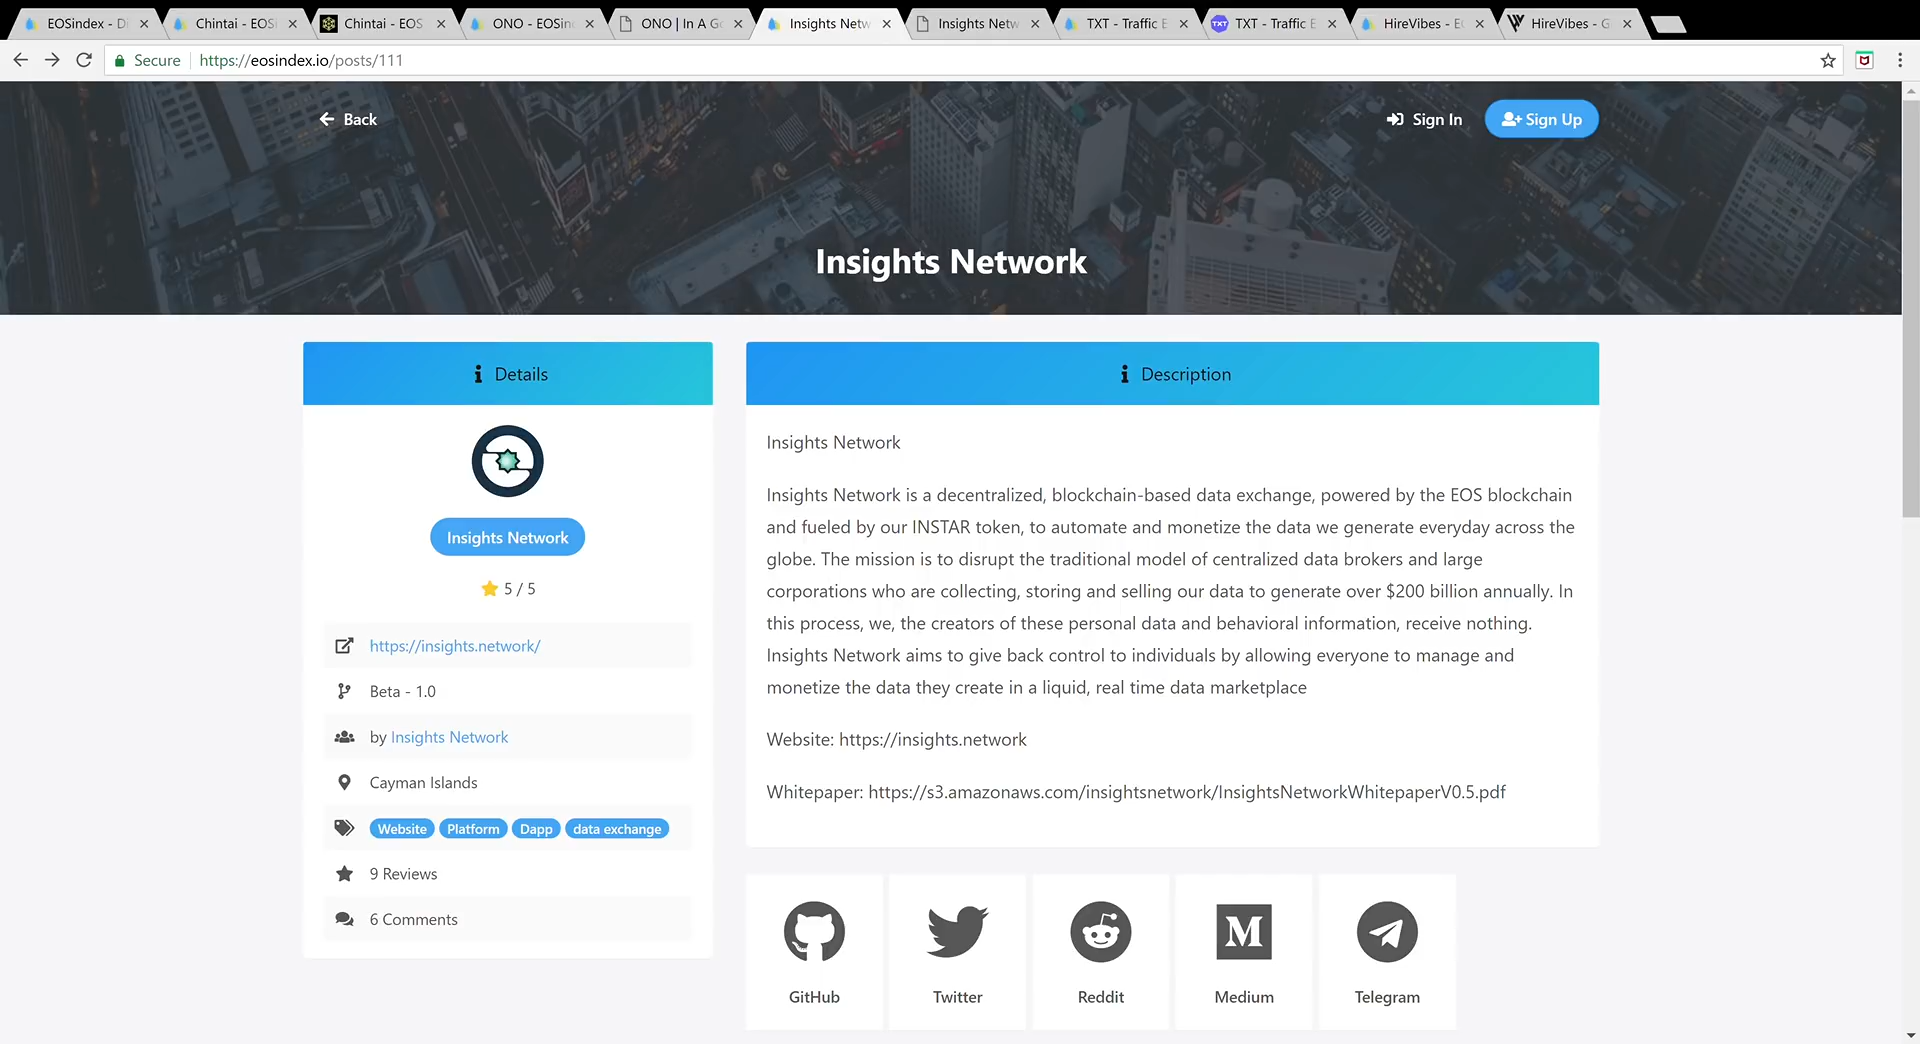 EOSindex - Di
Chintai - EOSi
Chintai - EOS
ONO - EOSin
ONO | In A Go
Insights Netw
Insights Netw
TXT - Traffic E
TXT
TXT - Traffic E
HireVibes - EO
HireVibes - G
Secure
https://eosindex.io/posts/111
Back
Sign In
Sign Up
Insights Network
Details
Insights Network
5 / 5
https://insights.network/
Beta - 1.0
by Insights Network
Cayman Islands
Website Platform Dapp data exchange
9 Reviews
6 Comments
Description
Insights Network
Insights Network is a decentralized, blockchain-based data exchange, powered by the EOS blockchain
and fueled by our INSTAR token, to automate and monetize the data we generate everyday across the
globe. The mission is to disrupt the traditional model of centralized data brokers and large
corporations who are collecting, storing and selling our data to generate over $200 billion annually. In
this process, we, the creators of these personal data and behavioral information, receive nothing.
Insights Network aims to give back control to individuals by allowing everyone to manage and
monetize the data they create in a liquid, real time data marketplace
Website: https://insights.network
Whitepaper: https://s3.amazonaws.com/insightsnetwork/InsightsNetworkWhitepaperV0.5.pdf
GitHub
Twitter
Reddit
Medium
Telegram